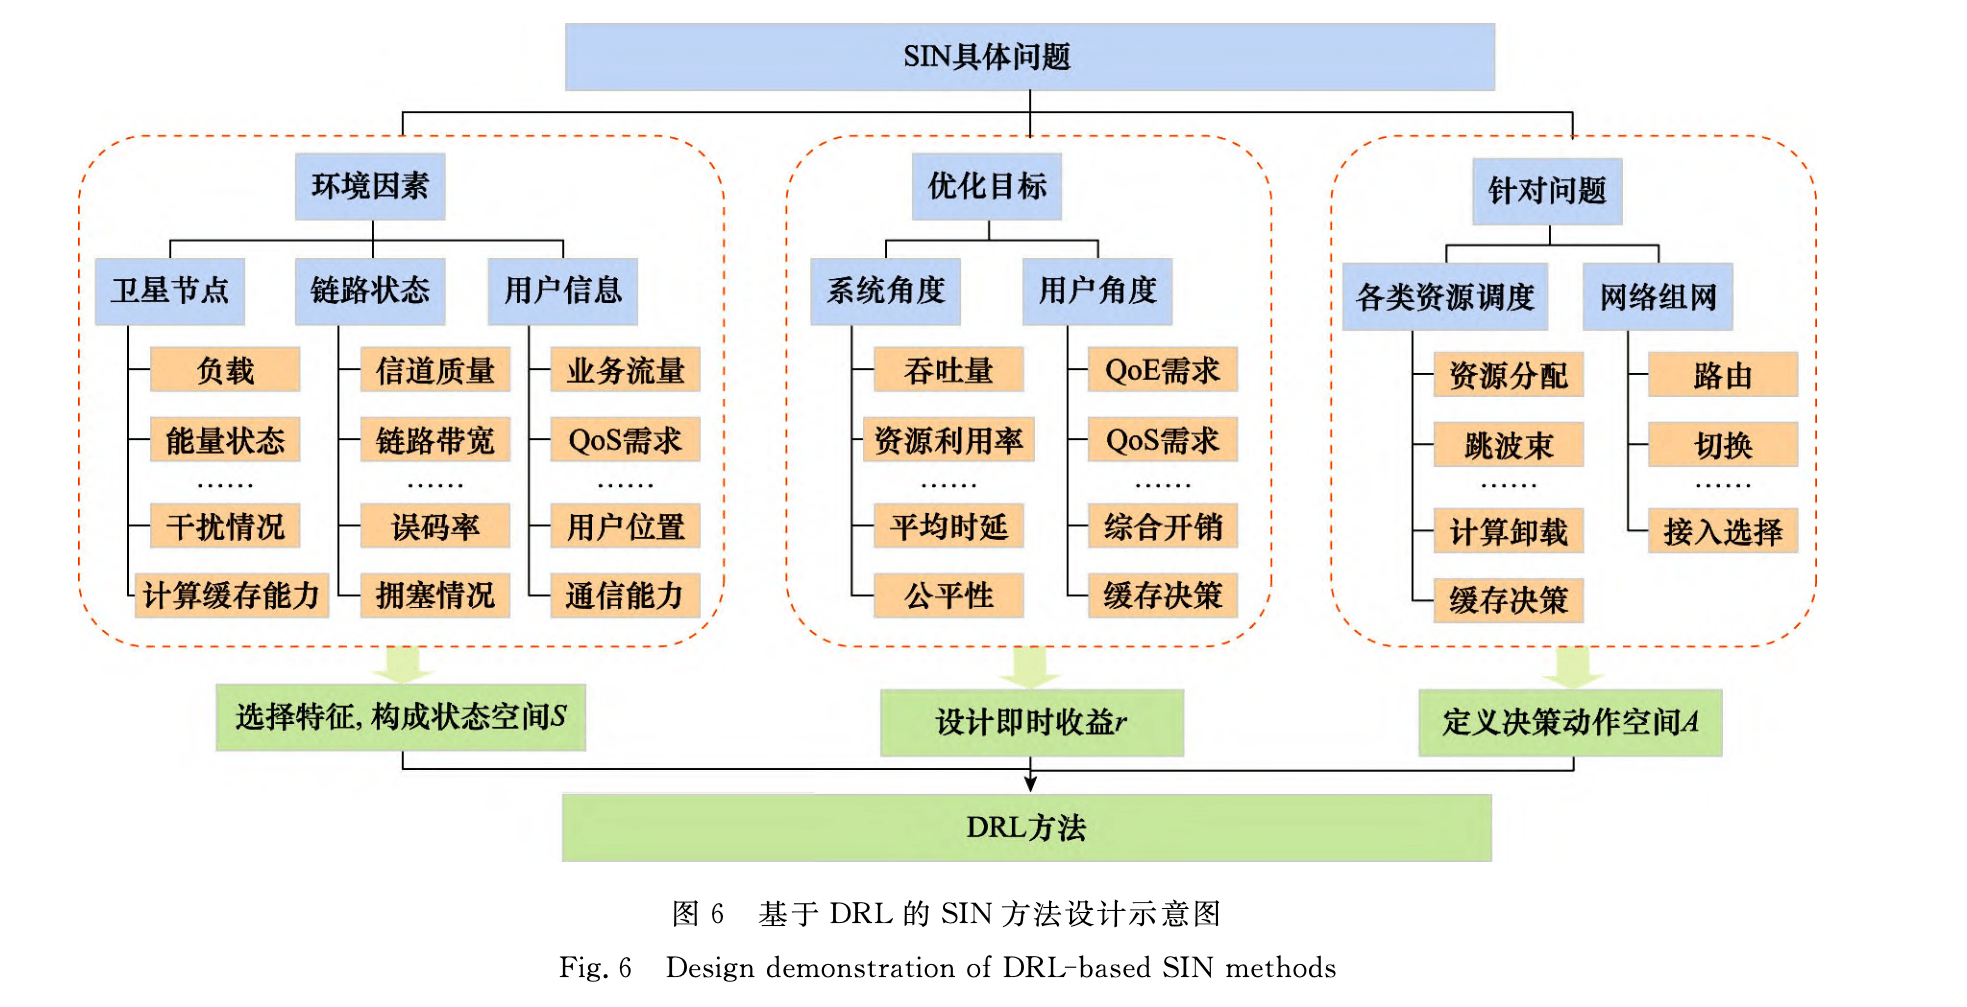 SIN具体问题
环境因素
卫星节点
负载
能量状态
……
干扰情况
计算缓存能力
链路状态
信道质量
链路带宽
……
误码率
拥塞情况
用户信息
业务流量
QoS需求
……
用户位置
通信能力
优化目标
系统角度
吞吐量
资源利用率
……
平均时延
公平性
用户角度
QoE需求
QoS需求
……
综合开销
缓存决策
针对问题
各类资源调度
资源分配
跳波束
……
计算卸载
缓存决策
网络组网
路由
切换
……
接入选择
选择特征, 构成状态空间S
设计即时收益r
定义决策动作空间A
DRL方法
图 6 基于 DRL 的 SIN 方法设计示意图
Fig. 6 Design demonstration of DRL-based SIN methods